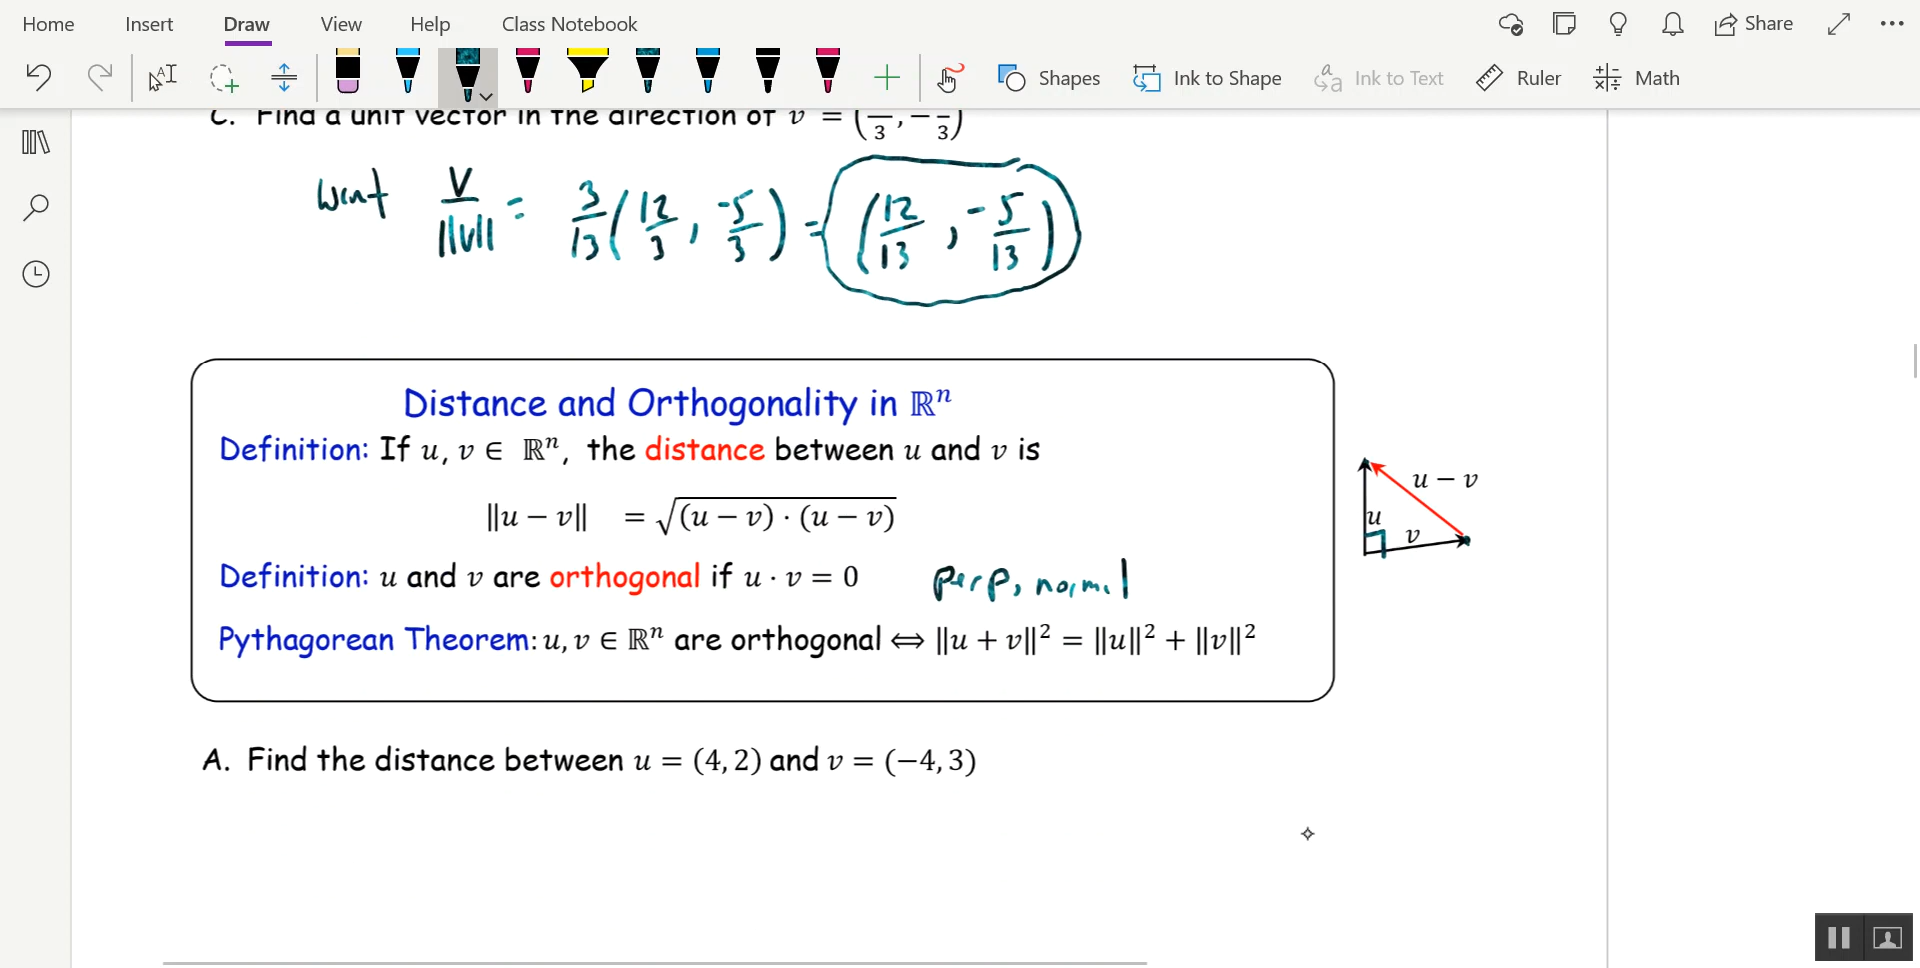 Home Insert Draw View Help Class Notebook Share
Shapes Ink to Shape Ink to Text Ruler Math
C. Find a unit vector in the direction of v = ( /3, − /3)
want v/||v|| = 3/13 (12/3, -5/3) = (12/13, -5/13)
Distance and Orthogonality in ℝⁿ
Definition: If u, v ∈ ℝⁿ, the distance between u and v is
‖u − v‖ = √((u − v) · (u − v))
u − v
u
v
Definition: u and v are orthogonal if u · v = 0 perp, normal
Pythagorean Theorem: u, v ∈ ℝⁿ are orthogonal ⟺ ‖u + v‖² = ‖u‖² + ‖v‖²
A. Find the distance between u = (4, 2) and v = (−4, 3)